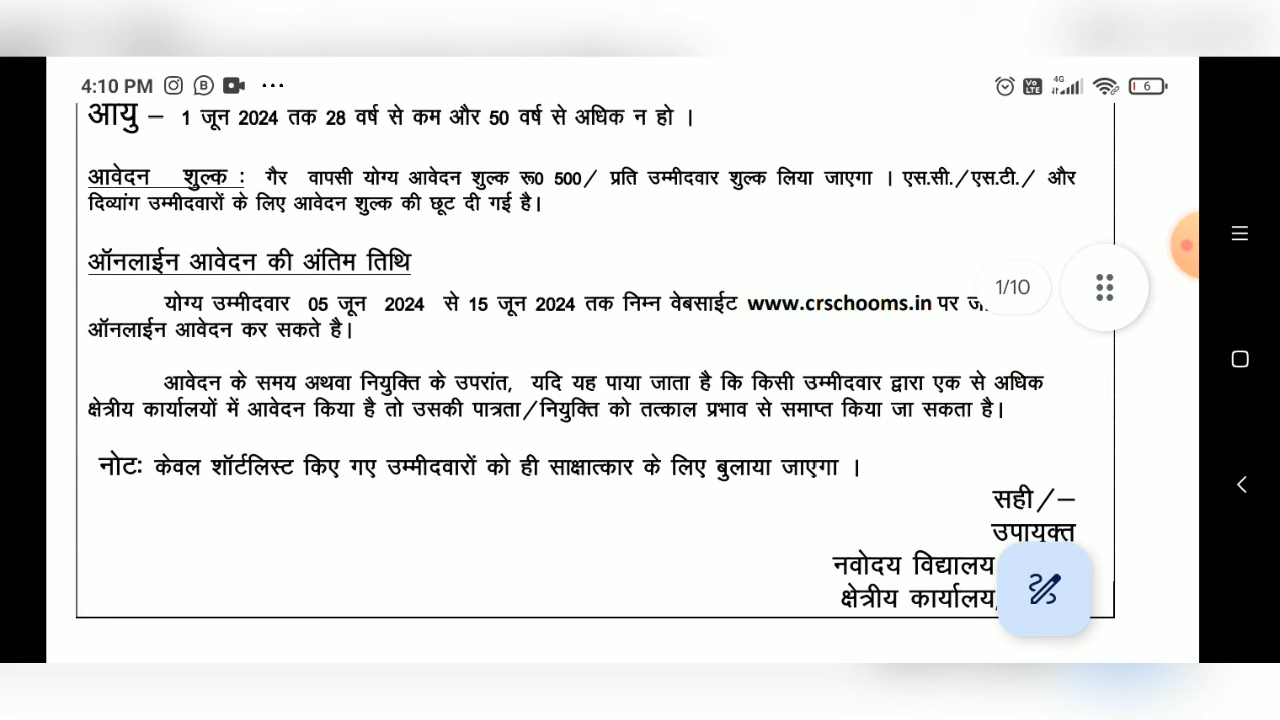 4:10 PM
4G
Vo LTE
6
आयु – 1 जून 2024 तक 28 वर्ष से कम और 50 वर्ष से अधिक न हो ।
आवेदन शुल्क : गैर वापसी योग्य आवेदन शुल्क रू0 500/ प्रति उम्मीदवार शुल्क लिया जाएगा । एस.सी./एस.टी./ और
दिव्यांग उम्मीदवारों के लिए आवेदन शुल्क की छूट दी गई है।
ऑनलाईन आवेदन की अंतिम तिथि
1/10
योग्य उम्मीदवार 05 जून 2024 से 15 जून 2024 तक निम्न वेबसाईट www.crschooms.in पर
ऑनलाईन आवेदन कर सकते है।
आवेदन के समय अथवा नियुक्ति के उपरांत, यदि यह पाया जाता है कि किसी उम्मीदवार द्वारा एक से अधिक
क्षेत्रीय कार्यालयों में आवेदन किया है तो उसकी पात्रता/नियुक्ति को तत्काल प्रभाव से समाप्त किया जा सकता है।
नोटः केवल शॉर्टलिस्ट किए गए उम्मीदवारों को ही साक्षात्कार के लिए बुलाया जाएगा ।
सही/–
उपायुक्त
नवोदय विद्यालय
क्षेत्रीय कार्यालय,